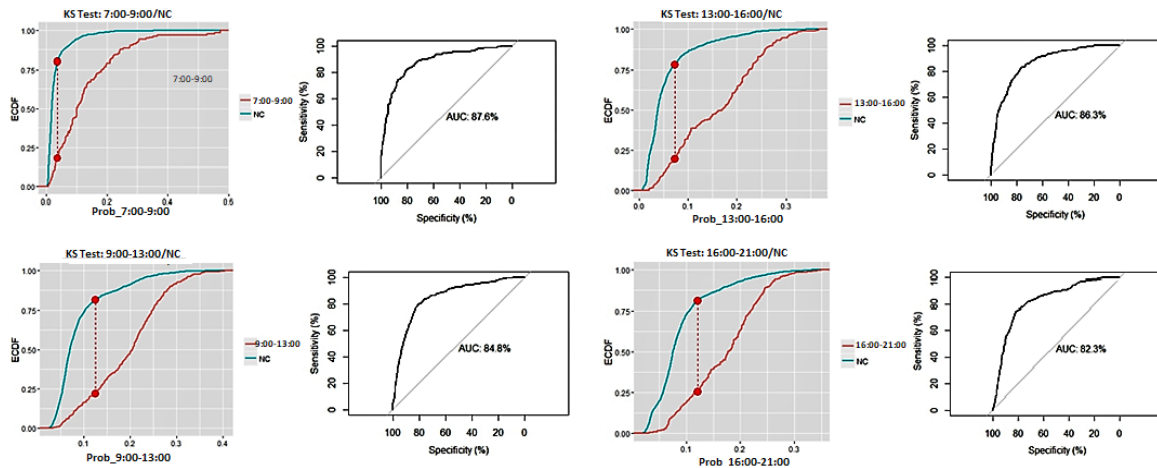 KS Test: 7:00-9:00/NC
ECDF
1.00
0.75
0.50
0.25
0.00
7:00-9:00
0.0 0.2 0.4 0.6
Prob_7:00-9:00
7:00-9:00
NC
Sensitivity (%)
100
80
60
40
20
0
AUC: 87.6%
100 80 60 40 20 0
Specificity (%)
KS Test: 13:00-16:00/NC
ECDF
1.00
0.75
0.50
0.25
0.00
0.0 0.1 0.2 0.3
Prob_13:00-16:00
13:00-16:00
NC
Sensitivity (%)
100
80
60
40
20
0
AUC: 86.3%
100 80 60 40 20 0
Specificity (%)
KS Test: 9:00-13:00/NC
ECDF
1.00
0.75
0.50
0.25
0.00
0.1 0.2 0.3 0.4
Prob_9:00-13:00
9:00-13:00
NC
Sensitivity (%)
100
80
60
40
20
0
AUC: 84.8%
100 80 60 40 20 0
Specificity (%)
KS Test: 16:00-21:00/NC
ECDF
1.00
0.75
0.50
0.25
0.00
0.1 0.2 0.3
Prob_16:00-21:00
16:00-21:00
NC
Sensitivity (%)
100
80
60
40
20
0
AUC: 82.3%
100 80 60 40 20 0
Specificity (%)